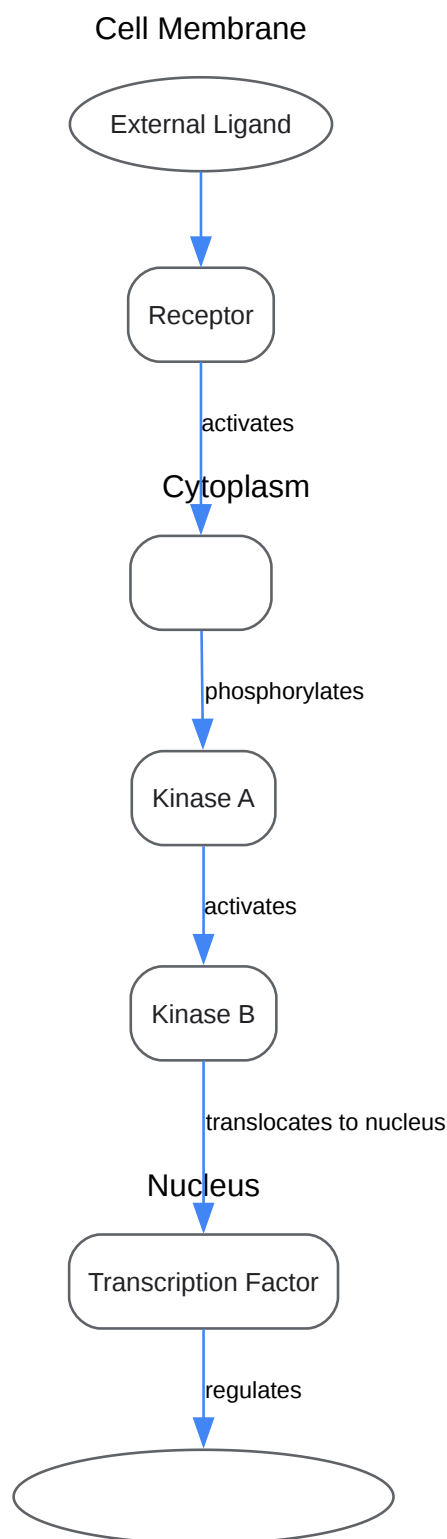 Cell Membrane
External Ligand
Receptor
activates
Cytoplasm
phosphorylates
Kinase A
activates
Kinase B
translocates to nucleus
Nucleus
Transcription Factor
regulates